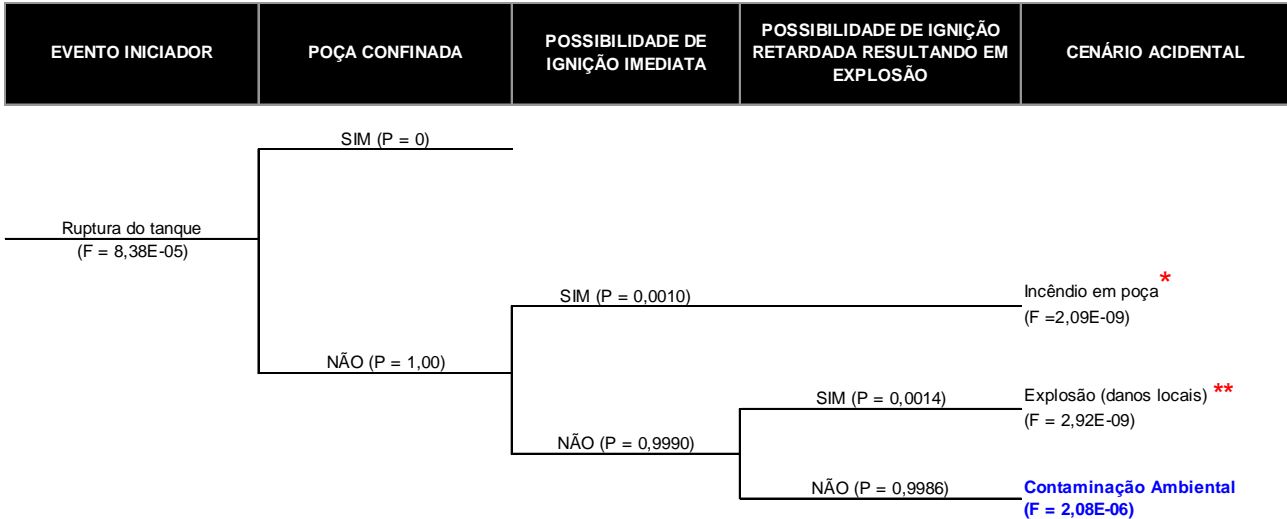 EVENTO INICIADOR
POÇA CONFINADA
POSSIBILIDADE DE
IGNIÇÃO IMEDIATA
POSSIBILIDADE DE IGNIÇÃO
RETARDADA RESULTANDO EM
EXPLOSÃO
CENÁRIO ACIDENTAL
SIM (P = 0)
Ruptura do tanque
(F = 8,38E-05)
SIM (P = 0,0010)
Incêndio em poça*
(F =2,09E-09)
NÃO (P = 1,00)
SIM (P = 0,0014)
Explosão (danos locais) **
(F = 2,92E-09)
NÃO (P = 0,9990)
NÃO (P = 0,9986)
Contaminação Ambiental
(F = 2,08E-06)